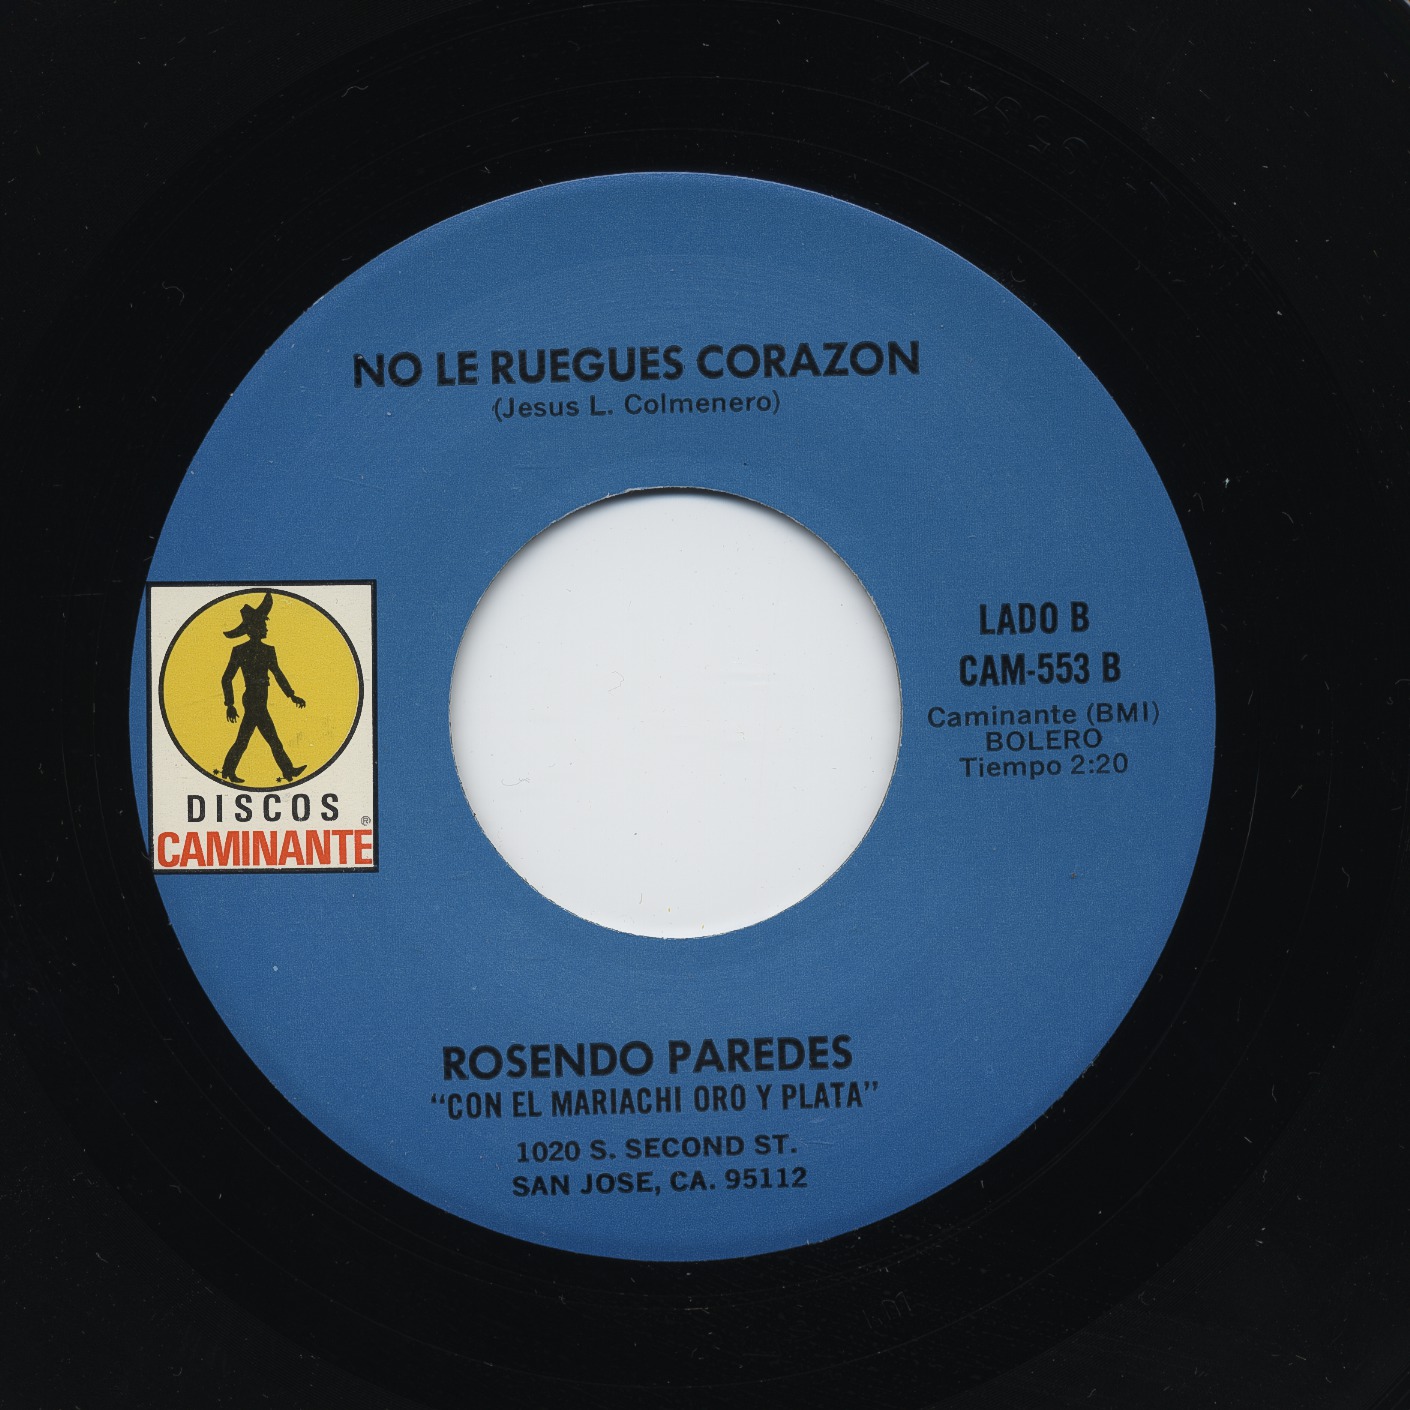 NO LE RUEGUES CORAZON
(Jesus L. Colmenero)
DISCOS
CAMINANTE®
LADO B
CAM-553 B
Caminante (BMI)
BOLERO
Tiempo 2:20
ROSENDO PAREDES
“CON EL MARIACHI ORO Y PLATA”
1020 S. SECOND ST.
SAN JOSE, CA. 95112